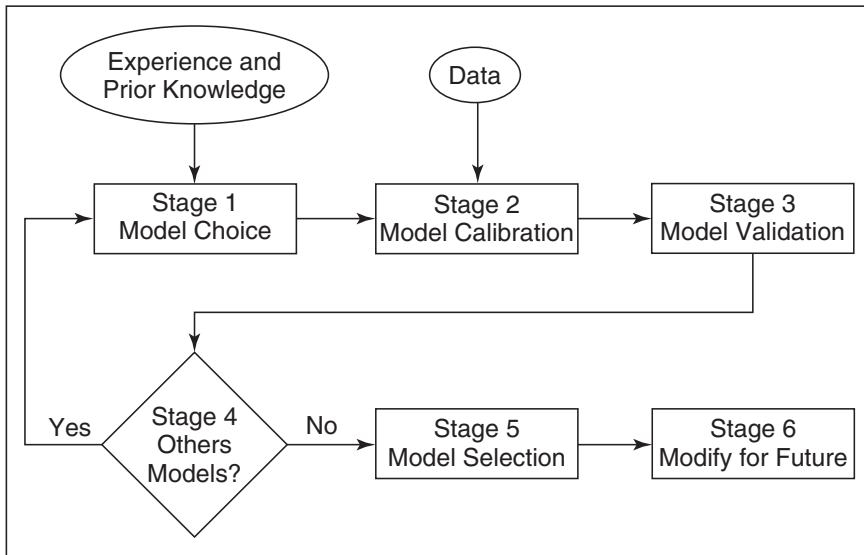 Experience and
Prior Knowledge
Data
Stage 1
Model Choice
Stage 2
Model Calibration
Stage 3
Model Validation
Yes
Stage 4
Others
Models?
No
Stage 5
Model Selection
Stage 6
Modify for Future